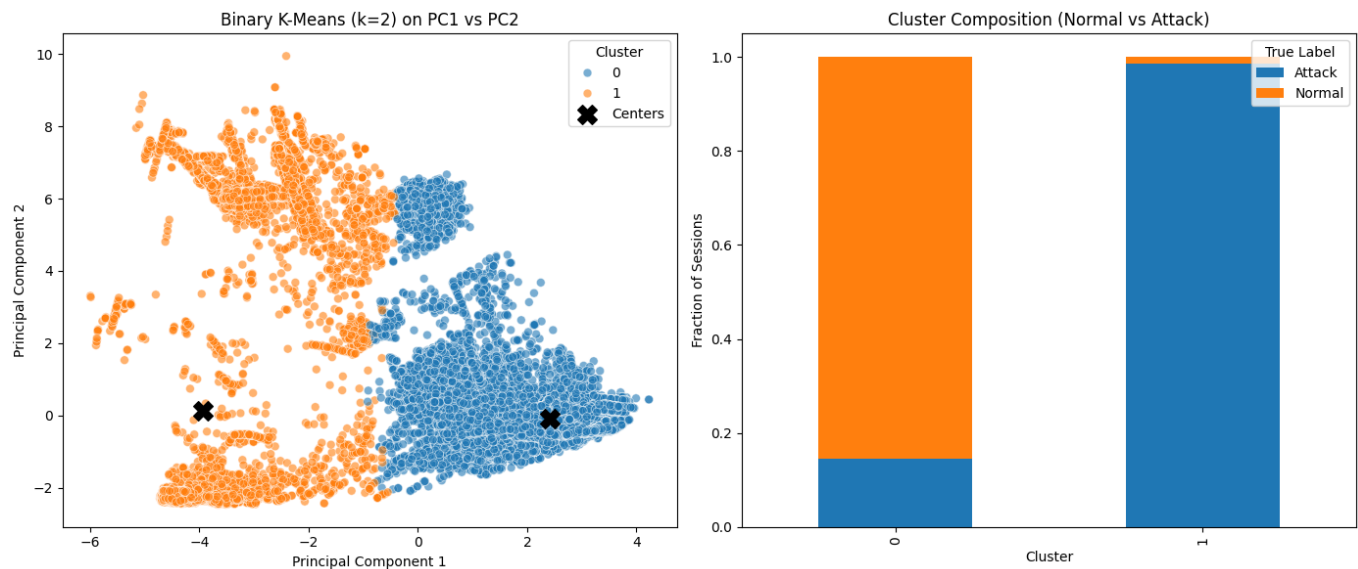 Binary K-Means (k=2) on PC1 vs PC2
Cluster
0
1
Centers
10
8
6
4
2
0
−2
Principal Component 2
−6
−4
−2
0
2
4
Principal Component 1
Cluster Composition (Normal vs Attack)
True Label
Attack
Normal
1.0
0.8
0.6
0.4
0.2
0.0
Fraction of Sessions
0
1
Cluster